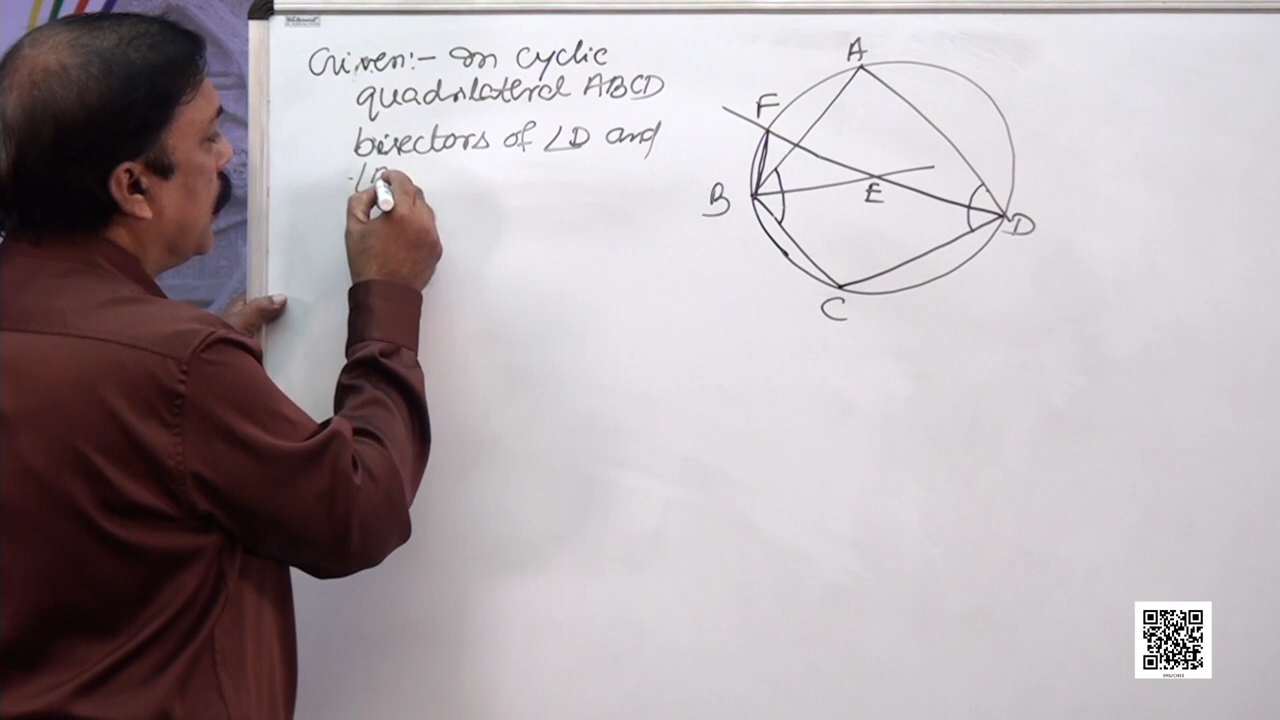 Given:- In cyclic
quadrilateral ABCD
bisectors of ∠D and
A
F
B
E
D
C